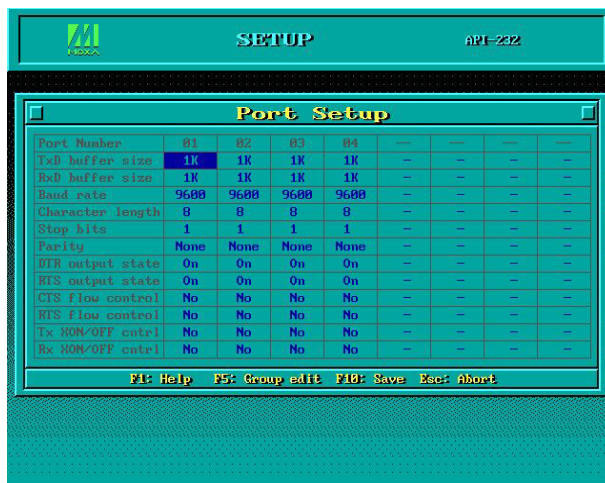 MOXA SETUP API-232
Port Setup
Port Number 01 02 03 04 — — — —
TxD buffer size 1K 1K 1K 1K – – – –
RxD buffer size 1K 1K 1K 1K – – – –
Baud rate 9600 9600 9600 9600 – – – –
Character length 8 8 8 8 – – – –
Stop bits 1 1 1 1 – – – –
Parity None None None None – – – –
DTR output state On On On On – – – –
RTS output state On On On On – – – –
CTS flow control No No No No – – – –
RTS flow control No No No No – – – –
Tx XON/OFF cntrl No No No No – – – –
Rx XON/OFF cntrl No No No No – – – –
F1: Help F5: Group edit F10: Save Esc: Abort